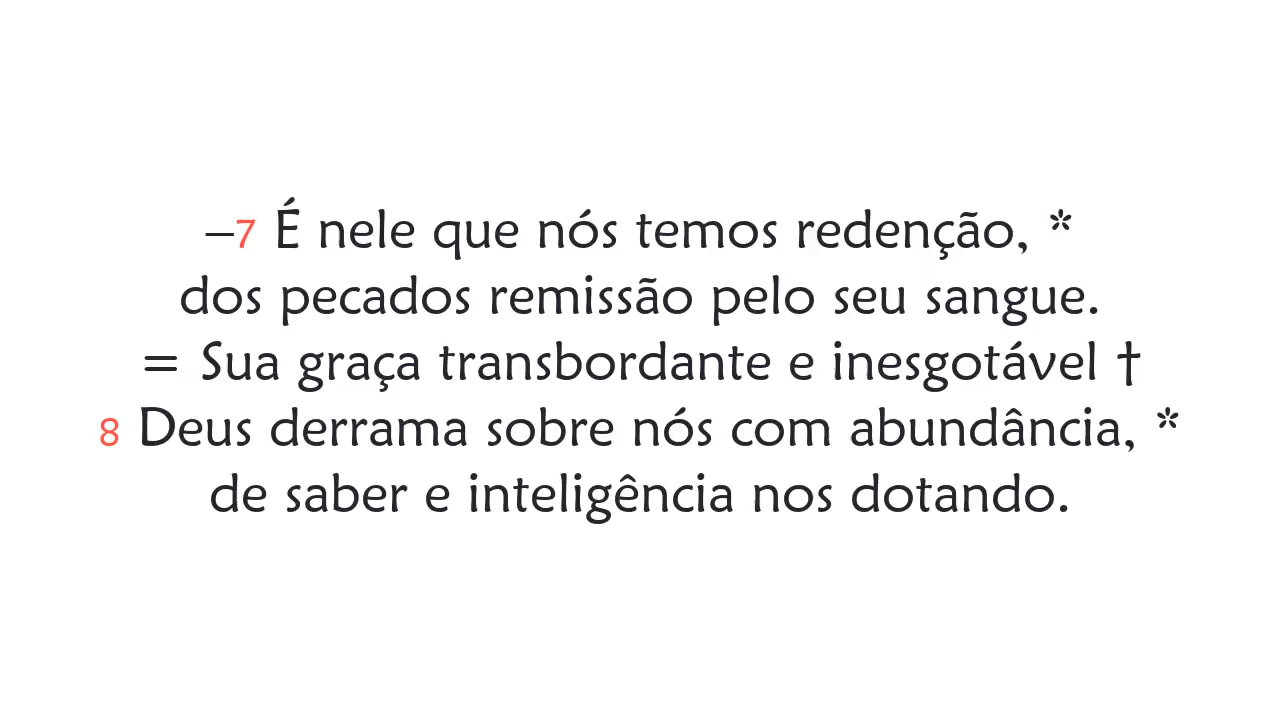 –7 É nele que nós temos redenção, *
dos pecados remissão pelo seu sangue.
= Sua graça transbordante e inesgotável †
8 Deus derrama sobre nós com abundância, *
de saber e inteligência nos dotando.